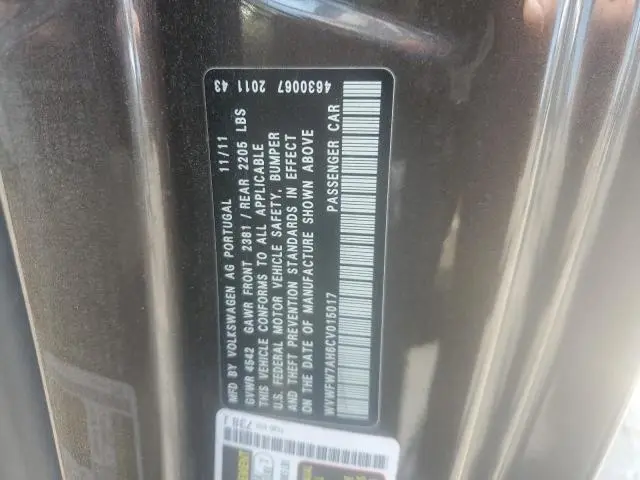 4630067 2011 43
MFD BY VOLKSWAGEN AG PORTUGAL 11/11
GVWR 4542 GAWR FRONT 2381 / REAR 2205 LBS
THIS VEHICLE CONFORMS TO ALL APPLICABLE
U.S. FEDERAL MOTOR VEHICLE SAFETY, BUMPER
AND THEFT PREVENTION STANDARDS IN EFFECT
ON THE DATE OF MANUFACTURE SHOWN ABOVE
WVWFW7AH6CV015017 PASSENGER CAR
738 J